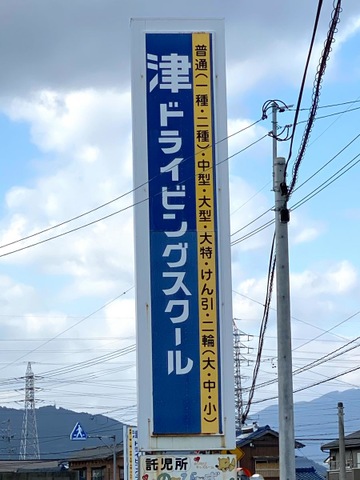 普通(一種・二種)・中型・大型・大特・けん引・二輪(大・中・小)
津ドライビングスクール
託児所